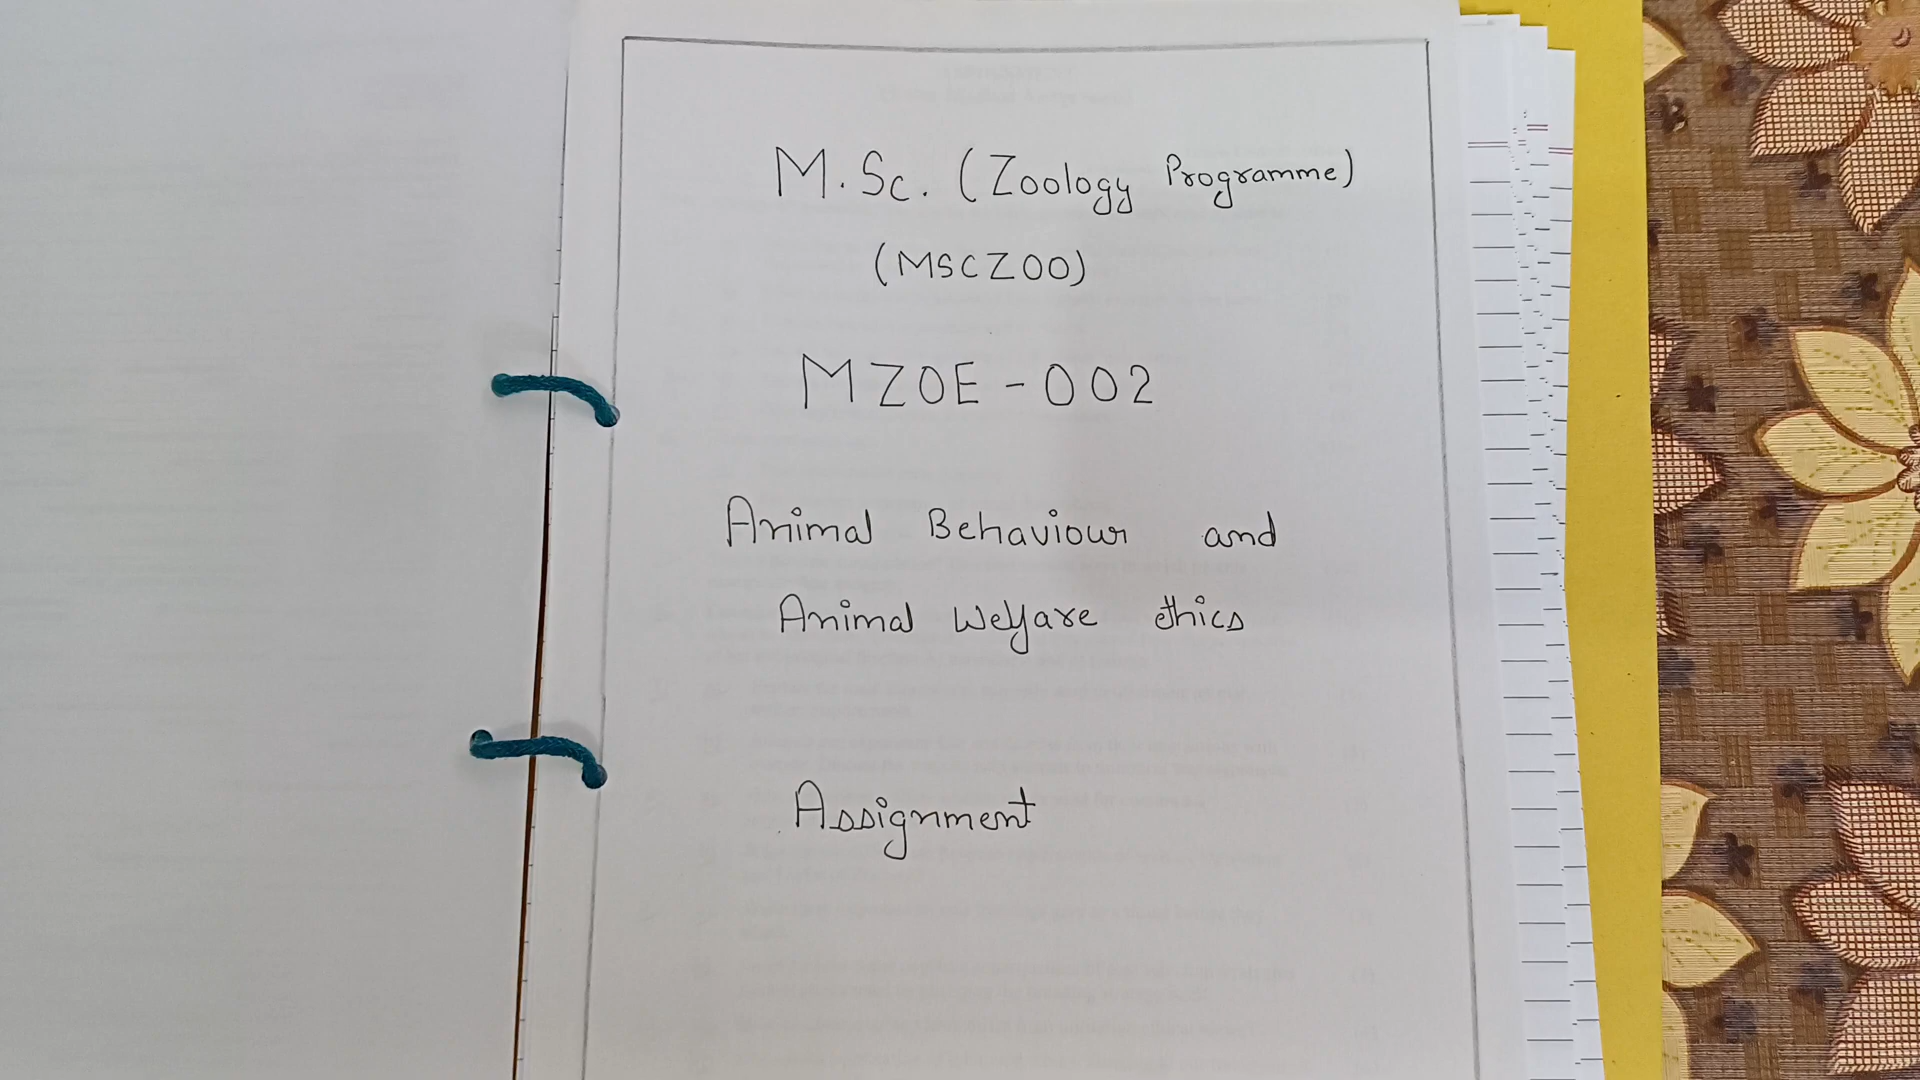 M.Sc. (Zoology Programme)
(MSCZOO)
MZOE-002
Animal Behaviour and
Animal Welfare ethics
Assignment